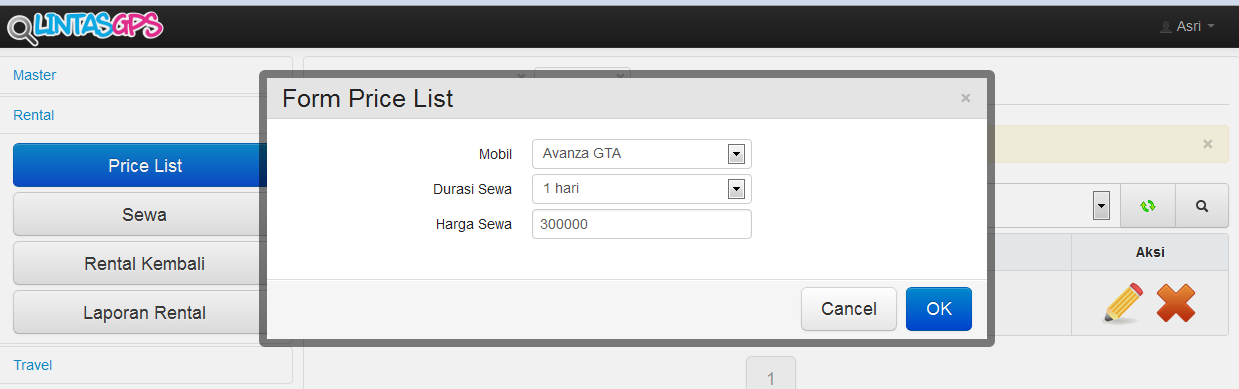 LINTASGPS
Asri
Master
Rental
Price List
Sewa
Rental Kembali
Laporan Rental
Travel
Form Price List
×
Mobil Avanza GTA
Durasi Sewa 1 hari
Harga Sewa 300000
Cancel OK
×
Aksi
1